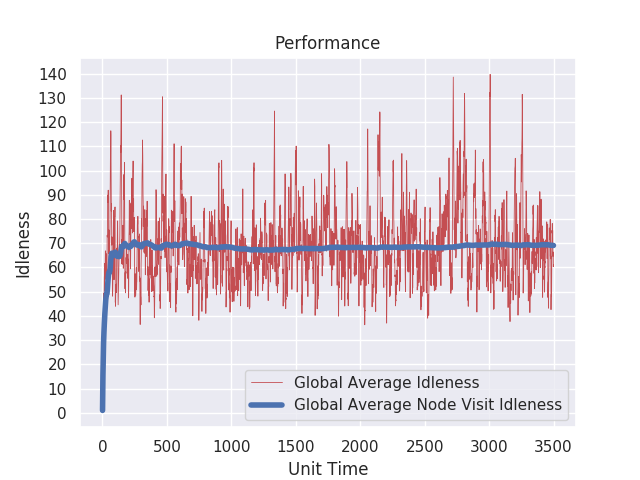 Performance
Idleness
140
130
120
110
100
90
80
70
60
50
40
30
20
10
0
Global Average Idleness
Global Average Node Visit Idleness
0 500 1000 1500 2000 2500 3000 3500
Unit Time